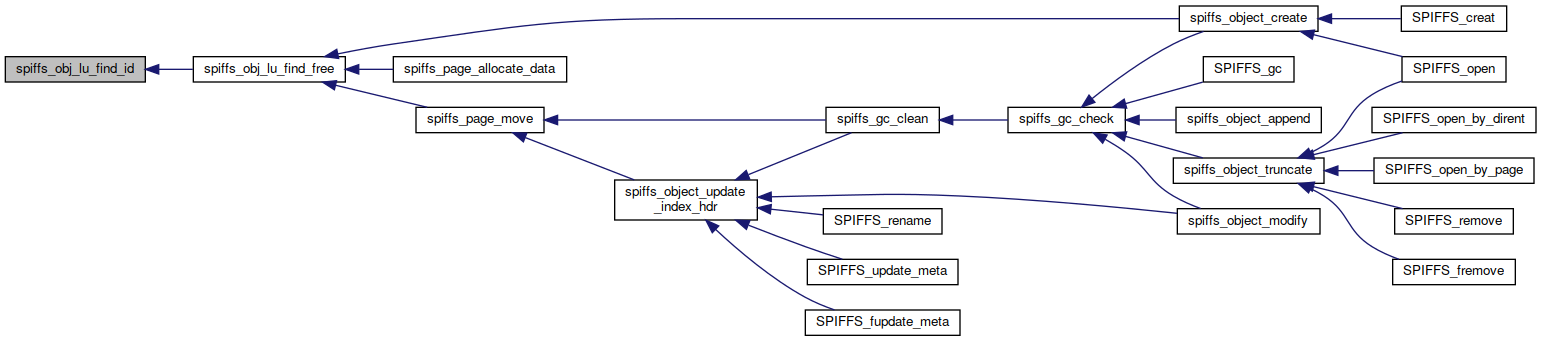 spiffs_obj_lu_find_id
spiffs_obj_lu_find_free
spiffs_page_allocate_data
spiffs_page_move
spiffs_object_update
_index_hdr
spiffs_gc_clean
SPIFFS_rename
SPIFFS_update_meta
SPIFFS_fupdate_meta
spiffs_gc_check
spiffs_object_create
SPIFFS_gc
spiffs_object_append
spiffs_object_truncate
spiffs_object_modify
SPIFFS_creat
SPIFFS_open
SPIFFS_open_by_dirent
SPIFFS_open_by_page
SPIFFS_remove
SPIFFS_fremove